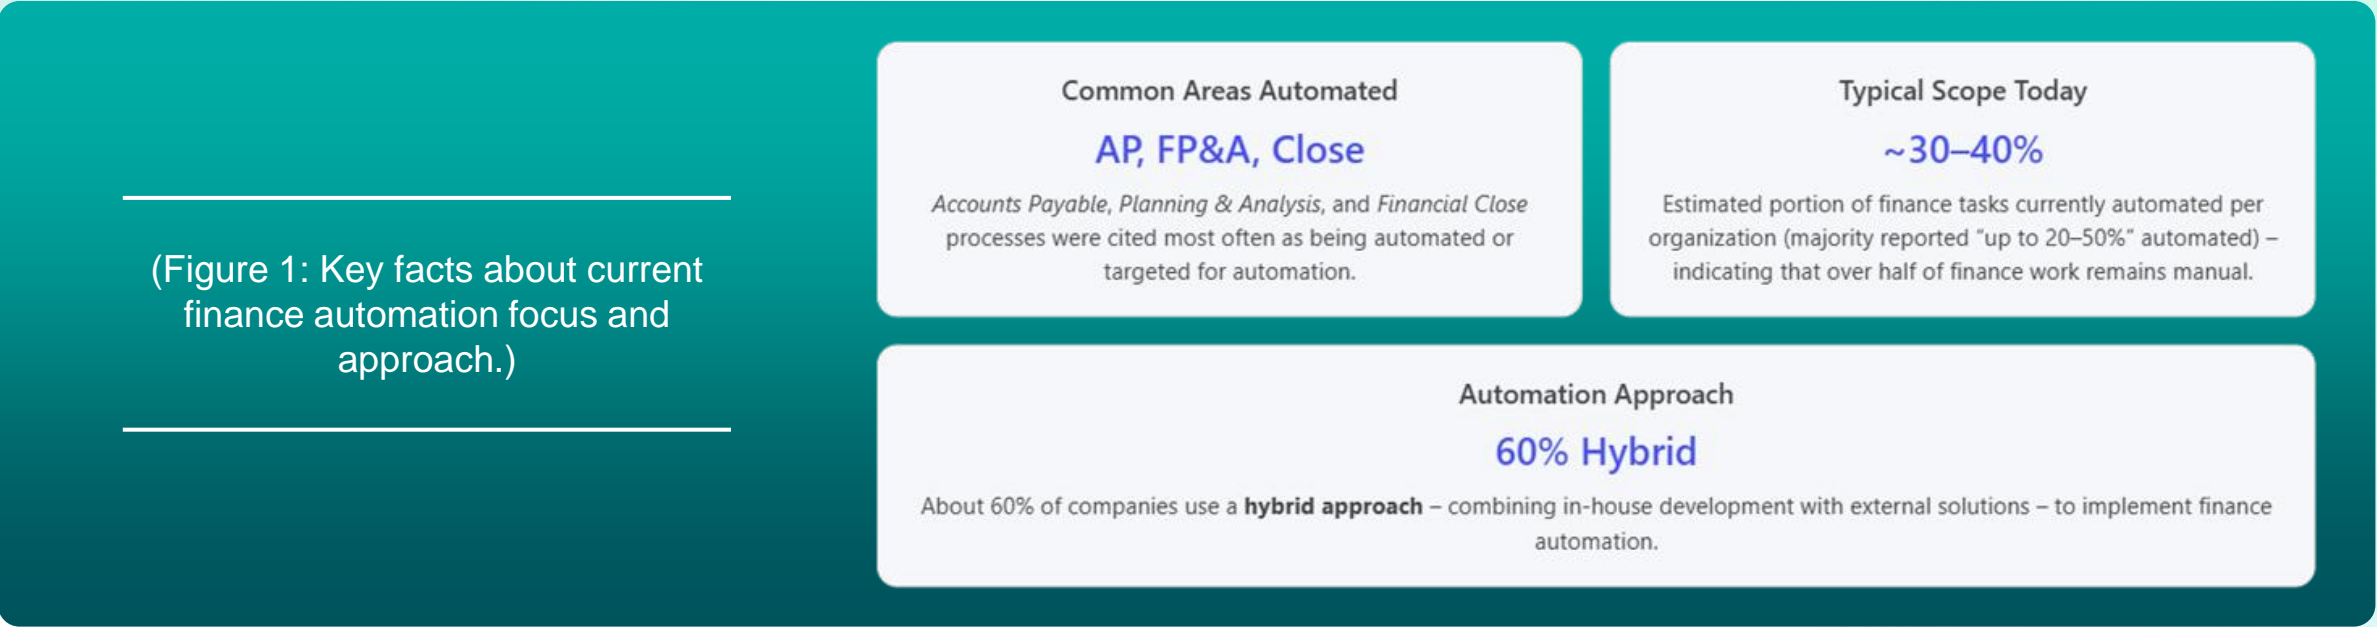 (Figure 1: Key facts about current
finance automation focus and
approach.)
Common Areas Automated
AP, FP&A, Close
Accounts Payable, Planning & Analysis, and Financial Close
processes were cited most often as being automated or
targeted for automation.
Typical Scope Today
~30–40%
Estimated portion of finance tasks currently automated per
organization (majority reported “up to 20–50%” automated) –
indicating that over half of finance work remains manual.
Automation Approach
60% Hybrid
About 60% of companies use a hybrid approach – combining in-house development with external solutions – to implement finance
automation.